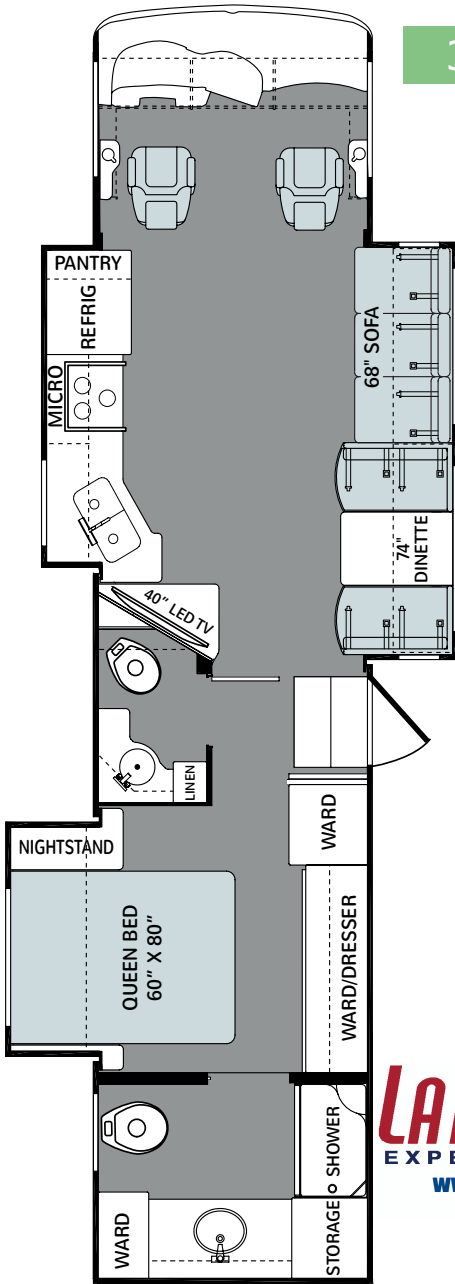 3
PANTRY
REFRIG
MICRO
68" SOFA
74"
DINETTE
40” LED TV
LINEN
NIGHTSTAND
WARD
QUEEN BED
60” X 80”
WARD/DRESSER
SHOWER
STORAGE
WARD
EXPE